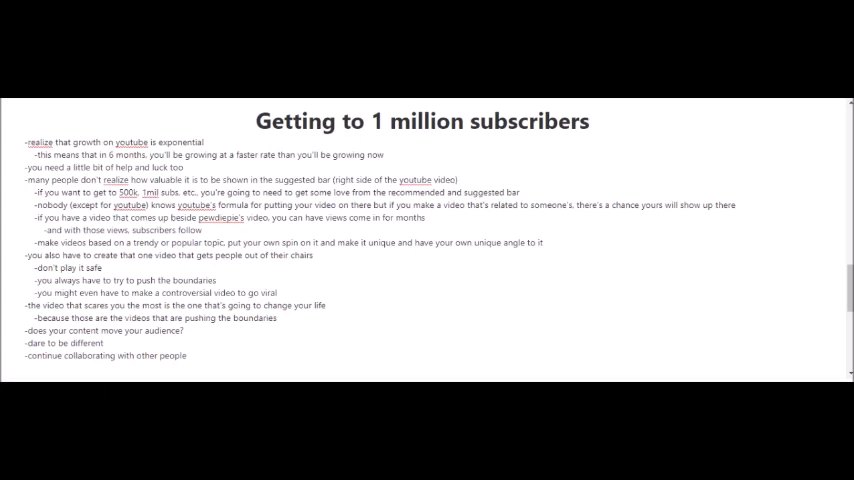 Getting to 1 million subscribers
-realize that growth on youtube is exponential
-this means that in 6 months, you'll be growing at a faster rate than you'll be growing now
-you need a little bit of help and luck too
-many people don't realize how valuable it is to be shown in the suggested bar (right side of the youtube video)
-if you want to get to 500k, 1mil subs, etc., you're going to need to get some love from the recommended and suggested bar
-nobody (except for youtube) knows youtube's formula for putting your video on there but if you make a video that's related to someone's, there's a chance yours will show up there
-if you have a video that comes up beside pewdiepie's video, you can have views come in for months
-and with those views, subscribers follow
-make videos based on a trendy or popular topic, put your own spin on it and make it unique and have your own unique angle to it
-you also have to create that one video that gets people out of their chairs
-don't play it safe
-you always have to try to push the boundaries
-you might even have to make a controversial video to go viral
-the video that scares you the most is the one that's going to change your life
-because those are the videos that are pushing the boundaries
-does your content move your audience?
-dare to be different
-continue collaborating with other people